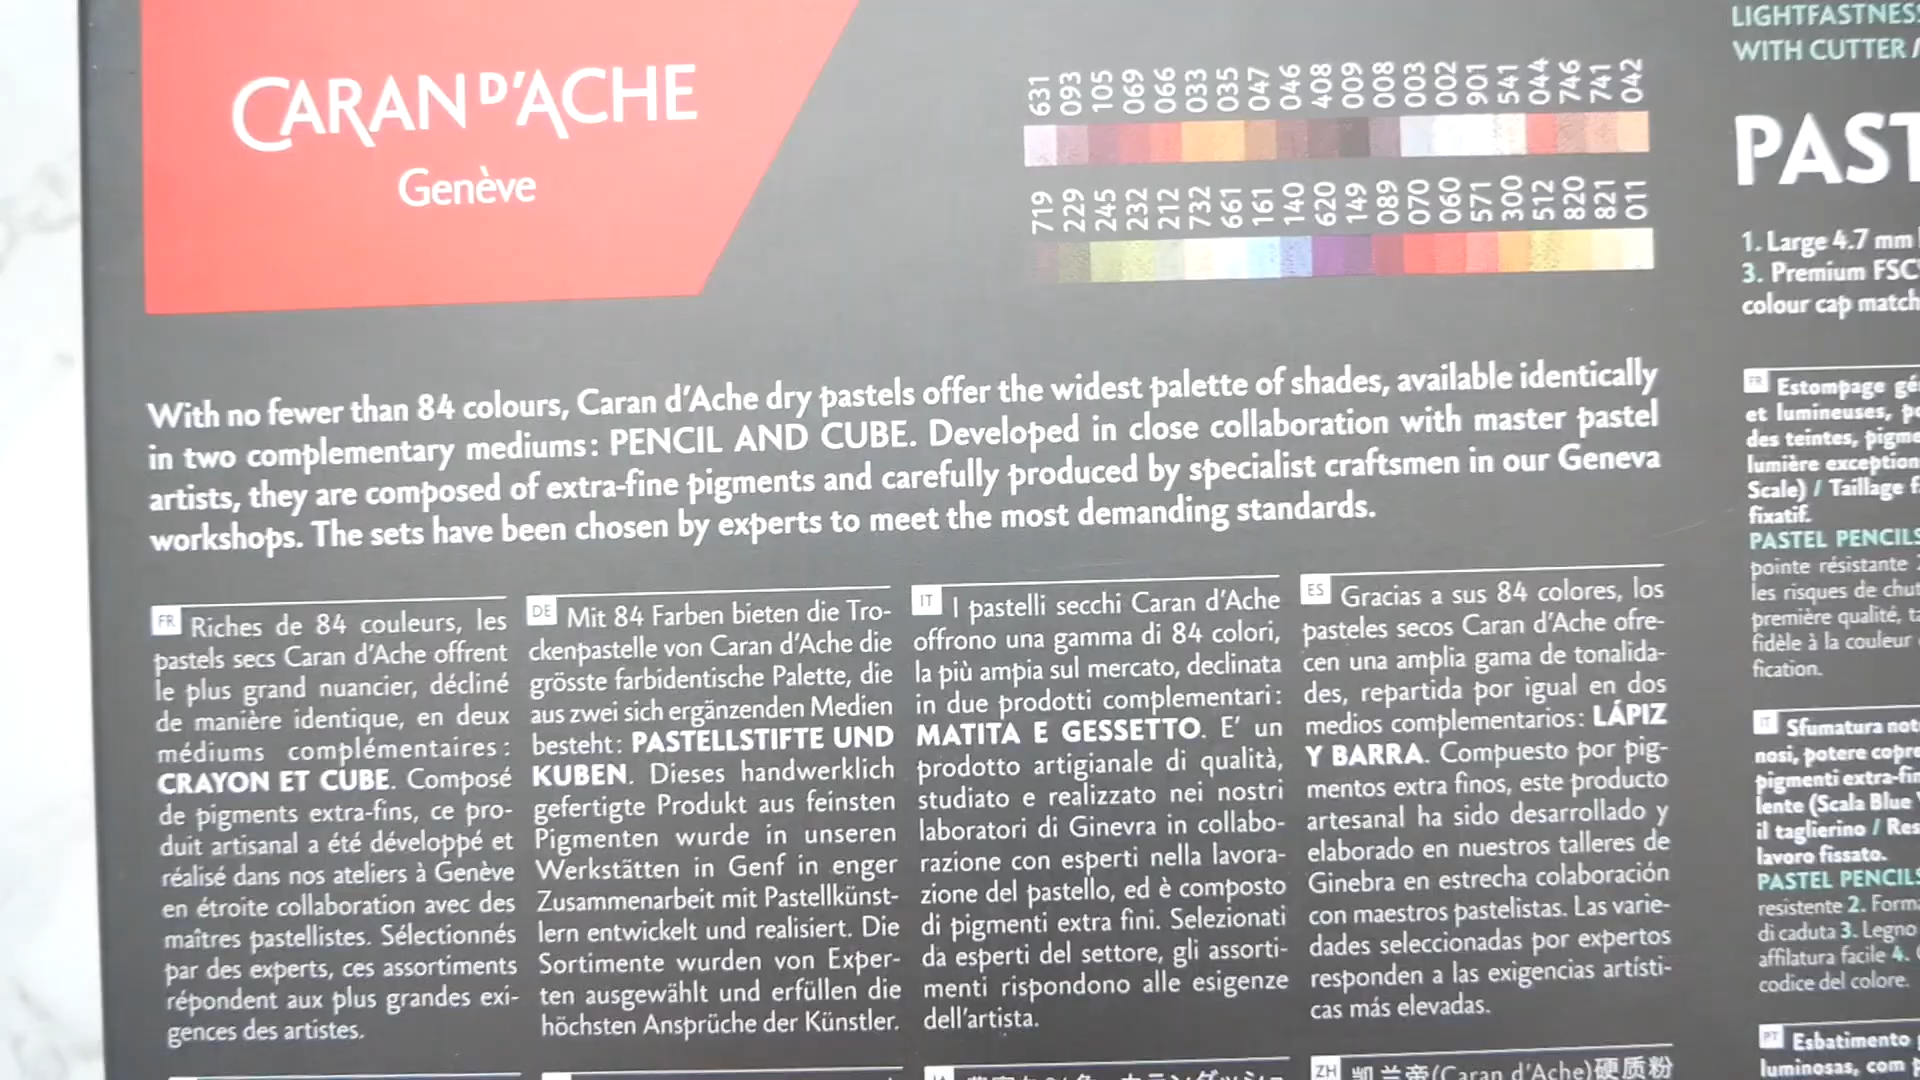 CARAN D'ACHE
Genève
631 093 105 069 066 033 035 047 046 408 009 008 003 002 901 541 044 746 741 042
719 229 245 232 212 732 661 161 140 620 149 089 070 060 571 300 512 820 821 011
With no fewer than 84 colours, Caran d'Ache dry pastels offer the widest palette of shades, available identically
in two complementary mediums: PENCIL AND CUBE. Developed in close collaboration with master pastel
artists, they are composed of extra-fine pigments and carefully produced by specialist craftsmen in our Geneva
workshops. The sets have been chosen by experts to meet the most demanding standards.
FR Riches de 84 couleurs, les
pastels secs Caran d'Ache offrent
le plus grand nuancier, décliné
de manière identique, en deux
médiums complémentaires:
CRAYON ET CUBE. Composé
de pigments extra-fins, ce pro-
duit artisanal a été développé et
réalisé dans nos ateliers à Genève
en étroite collaboration avec des
maîtres pastellistes. Sélectionnés
par des experts, ces assortiments
répondent aux plus grandes exi-
gences des artistes.
DE Mit 84 Farben bieten die Tro-
ckenpastelle von Caran d'Ache die
grösste farbidentische Palette, die
aus zwei sich ergänzenden Medien
besteht: PASTELLSTIFTE UND
KUBEN. Dieses handwerklich
gefertigte Produkt aus feinsten
Pigmenten wurde in unseren
Werkstätten in Genf in enger
Zusammenarbeit mit Pastellkünst-
lern entwickelt und realisiert. Die
Sortimente wurden von Exper-
ten ausgewählt und erfüllen die
höchsten Ansprüche der Künstler.
IT I pastelli secchi Caran d'Ache
offrono una gamma di 84 colori,
la più ampia sul mercato, declinata
in due prodotti complementari:
MATITA E GESSETTO. E' un
prodotto artigianale di qualità,
studiato e realizzato nei nostri
laboratori di Ginevra in collabo-
razione con esperti nella lavora-
zione del pastello, ed è composto
di pigmenti extra fini. Selezionati
da esperti del settore, gli assorti-
menti rispondono alle esigenze
dell'artista.
ES Gracias a sus 84 colores, los
pasteles secos Caran d'Ache ofre-
cen una amplia gama de tonalida-
des, repartida por igual en dos
medios complementarios: LÁPIZ
Y BARRA. Compuesto por pig-
mentos extra finos, este producto
artesanal ha sido desarrollado y
elaborado en nuestros talleres de
Ginebra en estrecha colaboración
con maestros pastelistas. Las varie-
dades seleccionadas por expertos
responden a las exigencias artísti-
cas más elevadas.
ZH 凯兰帝(Caran d'Ache)硬质粉
LIGHTFASTNESS
WITH CUTTER /
PAST
1. Large 4.7 mm
3. Premium FSC
colour cap match
FR Estompage gé
et lumineuses, po
des teintes, pigme
lumière exception
Scale) / Taillage f
fixatif.
PASTEL PENCILS
pointe résistante
les risques de chut
première qualité, ta
fidèle à la couleur
fication.
IT Sfumatura not
nosi, potere copre
pigmenti extra-fin
lente (Scala Blue
il taglierino / Res
lavoro fissato.
PASTEL PENCILS
resistente 2. Forma
di caduta 3. Legno
affilatura facile 4.
codice del colore.
PT Esbatimento
luminosas, com